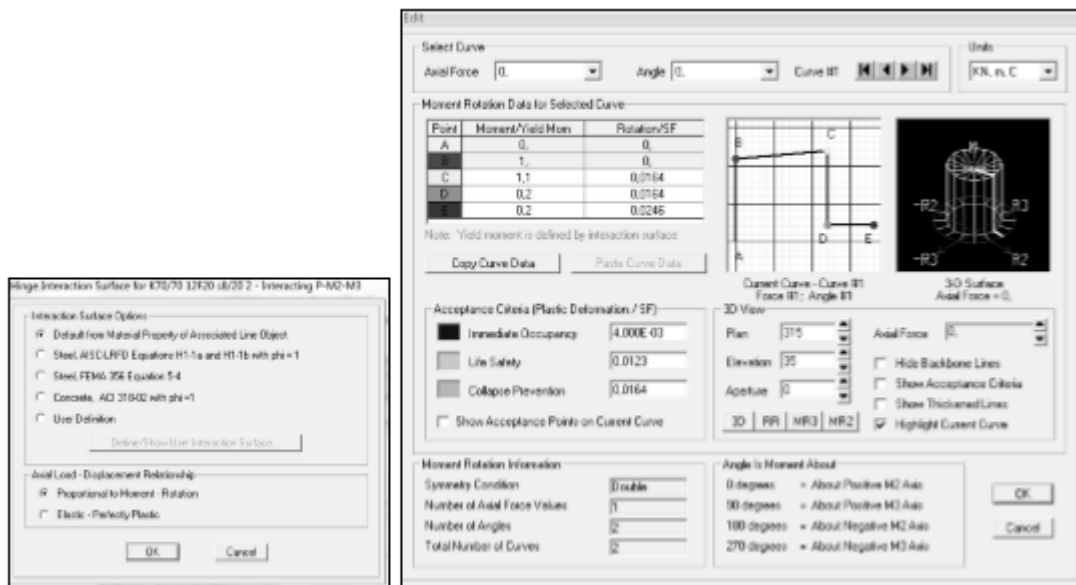 Hinge Interaction Surface for K70/70 12F20 s8/20 2 - Interacting P-M2-M3
Interaction Surface Options
Default from Material Property of Associated Line Object
Steel, AISC-LRFD Equations H1-1a and H1-1b with phi = 1
Steel, FEMA 356 Equation 5-4
Concrete, ACI 318-02 with phi =1
User Definition
Define/Show User Interaction Surface
Axial Load - Displacement Relationship
Proportional to Moment - Rotation
Elastic - Perfectly Plastic
OK Cancel
Edit
Select Curve
Axial Force 0, Angle 0, Curve #1
Units
KN, m, C
Moment Rotation Data for Selected Curve
Point Moment/Yield Mom Rotation/SF
A 0, 0,
B 1, 0,
C 1,1 0,0164
D 0,2 0,0164
E 0,2 0,0246
Note: Yield moment is defined by interaction surface
Copy Curve Data Paste Curve Data
B C
A D E
Current Curve - Curve #1
Force #1; Angle #1
-R2 R3
-R3 R2
3-D Surface
Axial Force = 0,
Acceptance Criteria (Plastic Deformation / SF)
Immediate Occupancy 4,000E-03
Life Safety 0,0123
Collapse Prevention 0,0164
Show Acceptance Points on Current Curve
3D View
Plan 315
Elevation 35
Aperture 0
3D RR MR3 MR2
Axial Force 0,
Hide Backbone Lines
Show Acceptance Criteria
Show Thickened Lines
Highlight Current Curve
Moment Rotation Information
Symmetry Condition Double
Number of Axial Force Values 1
Number of Angles 2
Total Number of Curves 2
Angle Is Moment About
0 degrees = About Positive M2 Axis
90 degrees = About Positive M3 Axis
180 degrees = About Negative M2 Axis
270 degrees = About Negative M3 Axis
OK
Cancel